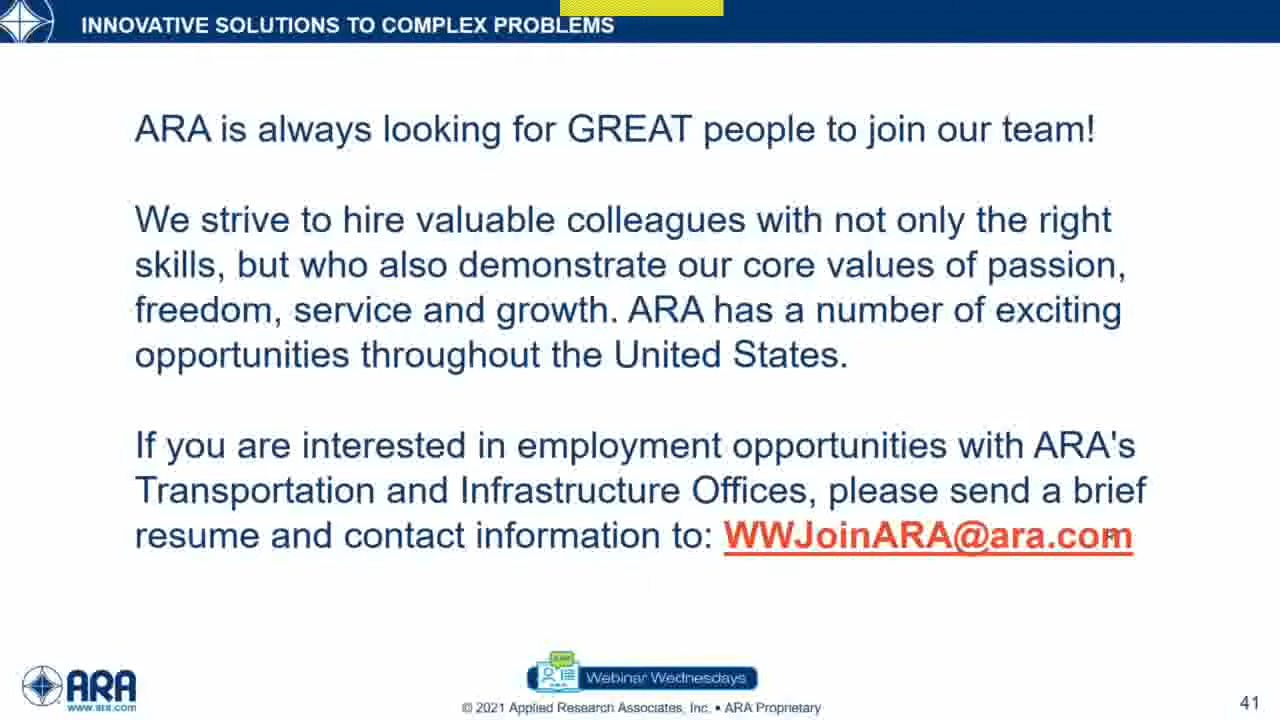 INNOVATIVE SOLUTIONS TO COMPLEX PROBLEMS
ARA is always looking for GREAT people to join our team!
We strive to hire valuable colleagues with not only the right
skills, but who also demonstrate our core values of passion,
freedom, service and growth. ARA has a number of exciting
opportunities throughout the United States.
If you are interested in employment opportunities with ARA's
Transportation and Infrastructure Offices, please send a brief
resume and contact information to: WWJoinARA@ara.com
ARA
www.ara.com
Webinar Wednesdays
© 2021 Applied Research Associates, Inc. • ARA Proprietary
41